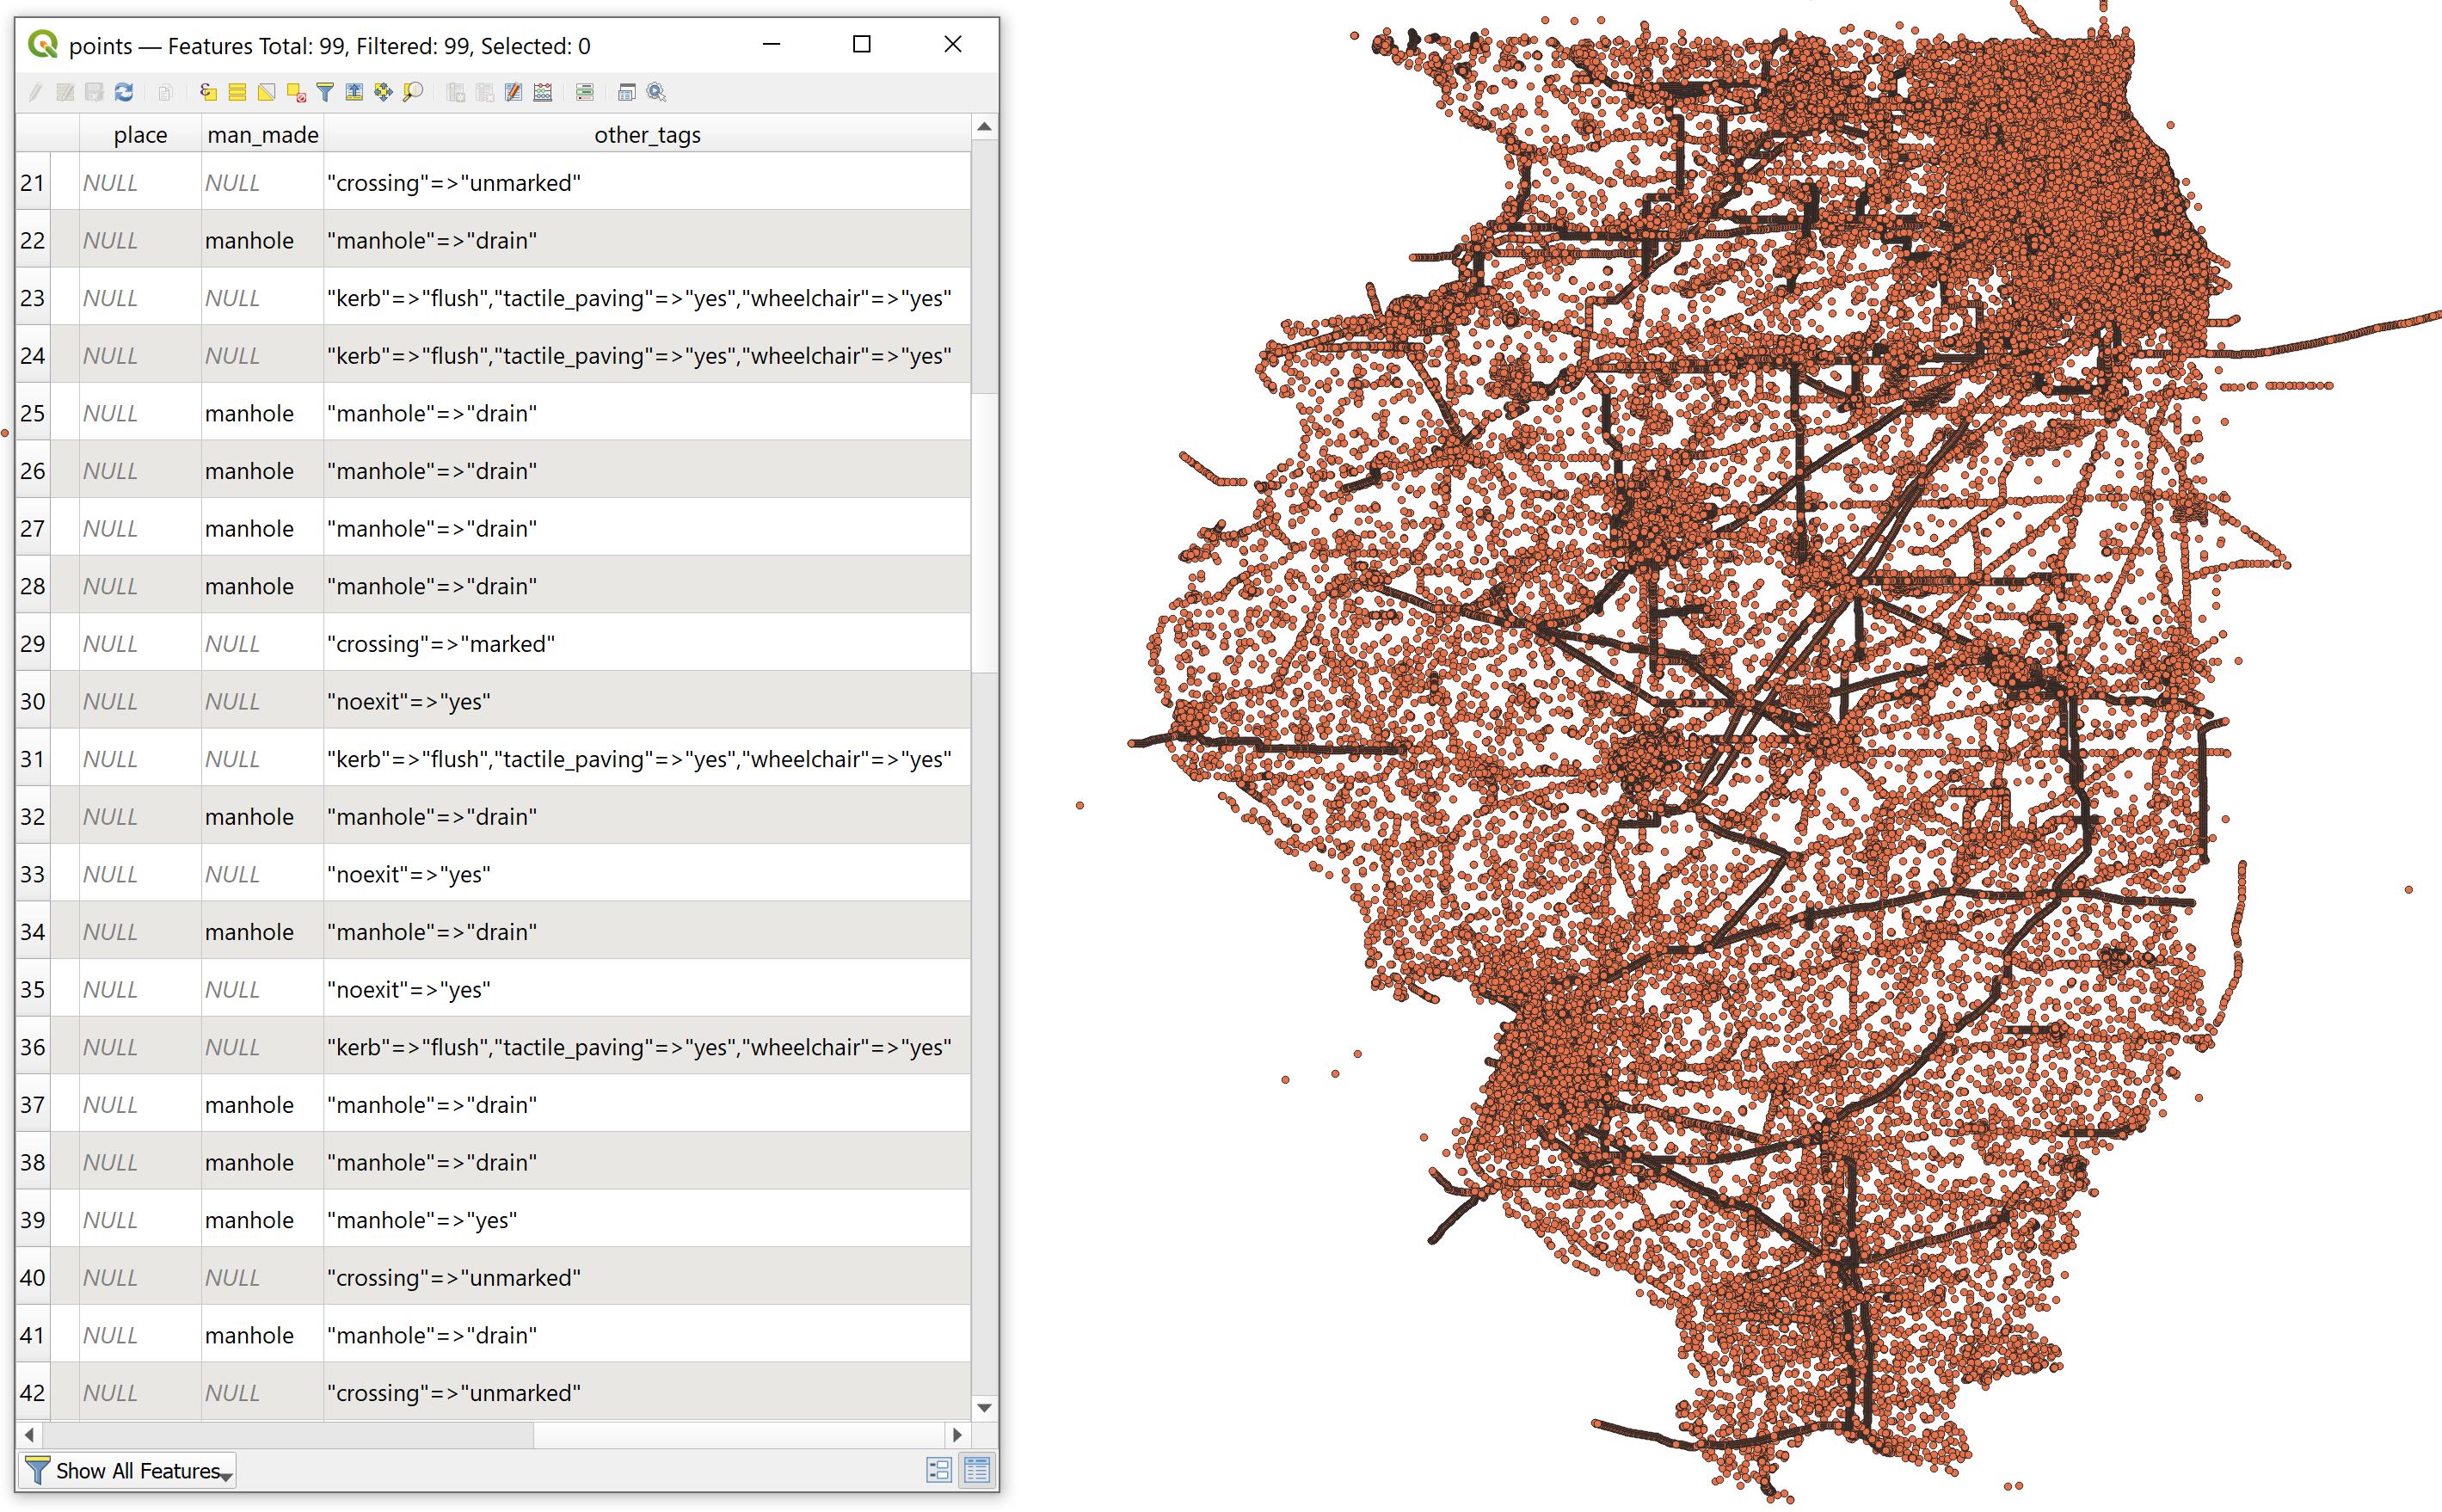 points — Features Total: 99, Filtered: 99, Selected: 0
place man_made other_tags
21 NULL NULL "crossing"=>"unmarked"
22 NULL manhole "manhole"=>"drain"
23 NULL NULL "kerb"=>"flush","tactile_paving"=>"yes","wheelchair"=>"yes"
24 NULL NULL "kerb"=>"flush","tactile_paving"=>"yes","wheelchair"=>"yes"
25 NULL manhole "manhole"=>"drain"
26 NULL manhole "manhole"=>"drain"
27 NULL manhole "manhole"=>"drain"
28 NULL manhole "manhole"=>"drain"
29 NULL NULL "crossing"=>"marked"
30 NULL NULL "noexit"=>"yes"
31 NULL NULL "kerb"=>"flush","tactile_paving"=>"yes","wheelchair"=>"yes"
32 NULL manhole "manhole"=>"drain"
33 NULL NULL "noexit"=>"yes"
34 NULL manhole "manhole"=>"drain"
35 NULL NULL "noexit"=>"yes"
36 NULL NULL "kerb"=>"flush","tactile_paving"=>"yes","wheelchair"=>"yes"
37 NULL manhole "manhole"=>"drain"
38 NULL manhole "manhole"=>"drain"
39 NULL manhole "manhole"=>"yes"
40 NULL NULL "crossing"=>"unmarked"
41 NULL manhole "manhole"=>"drain"
42 NULL NULL "crossing"=>"unmarked"
Show All Features